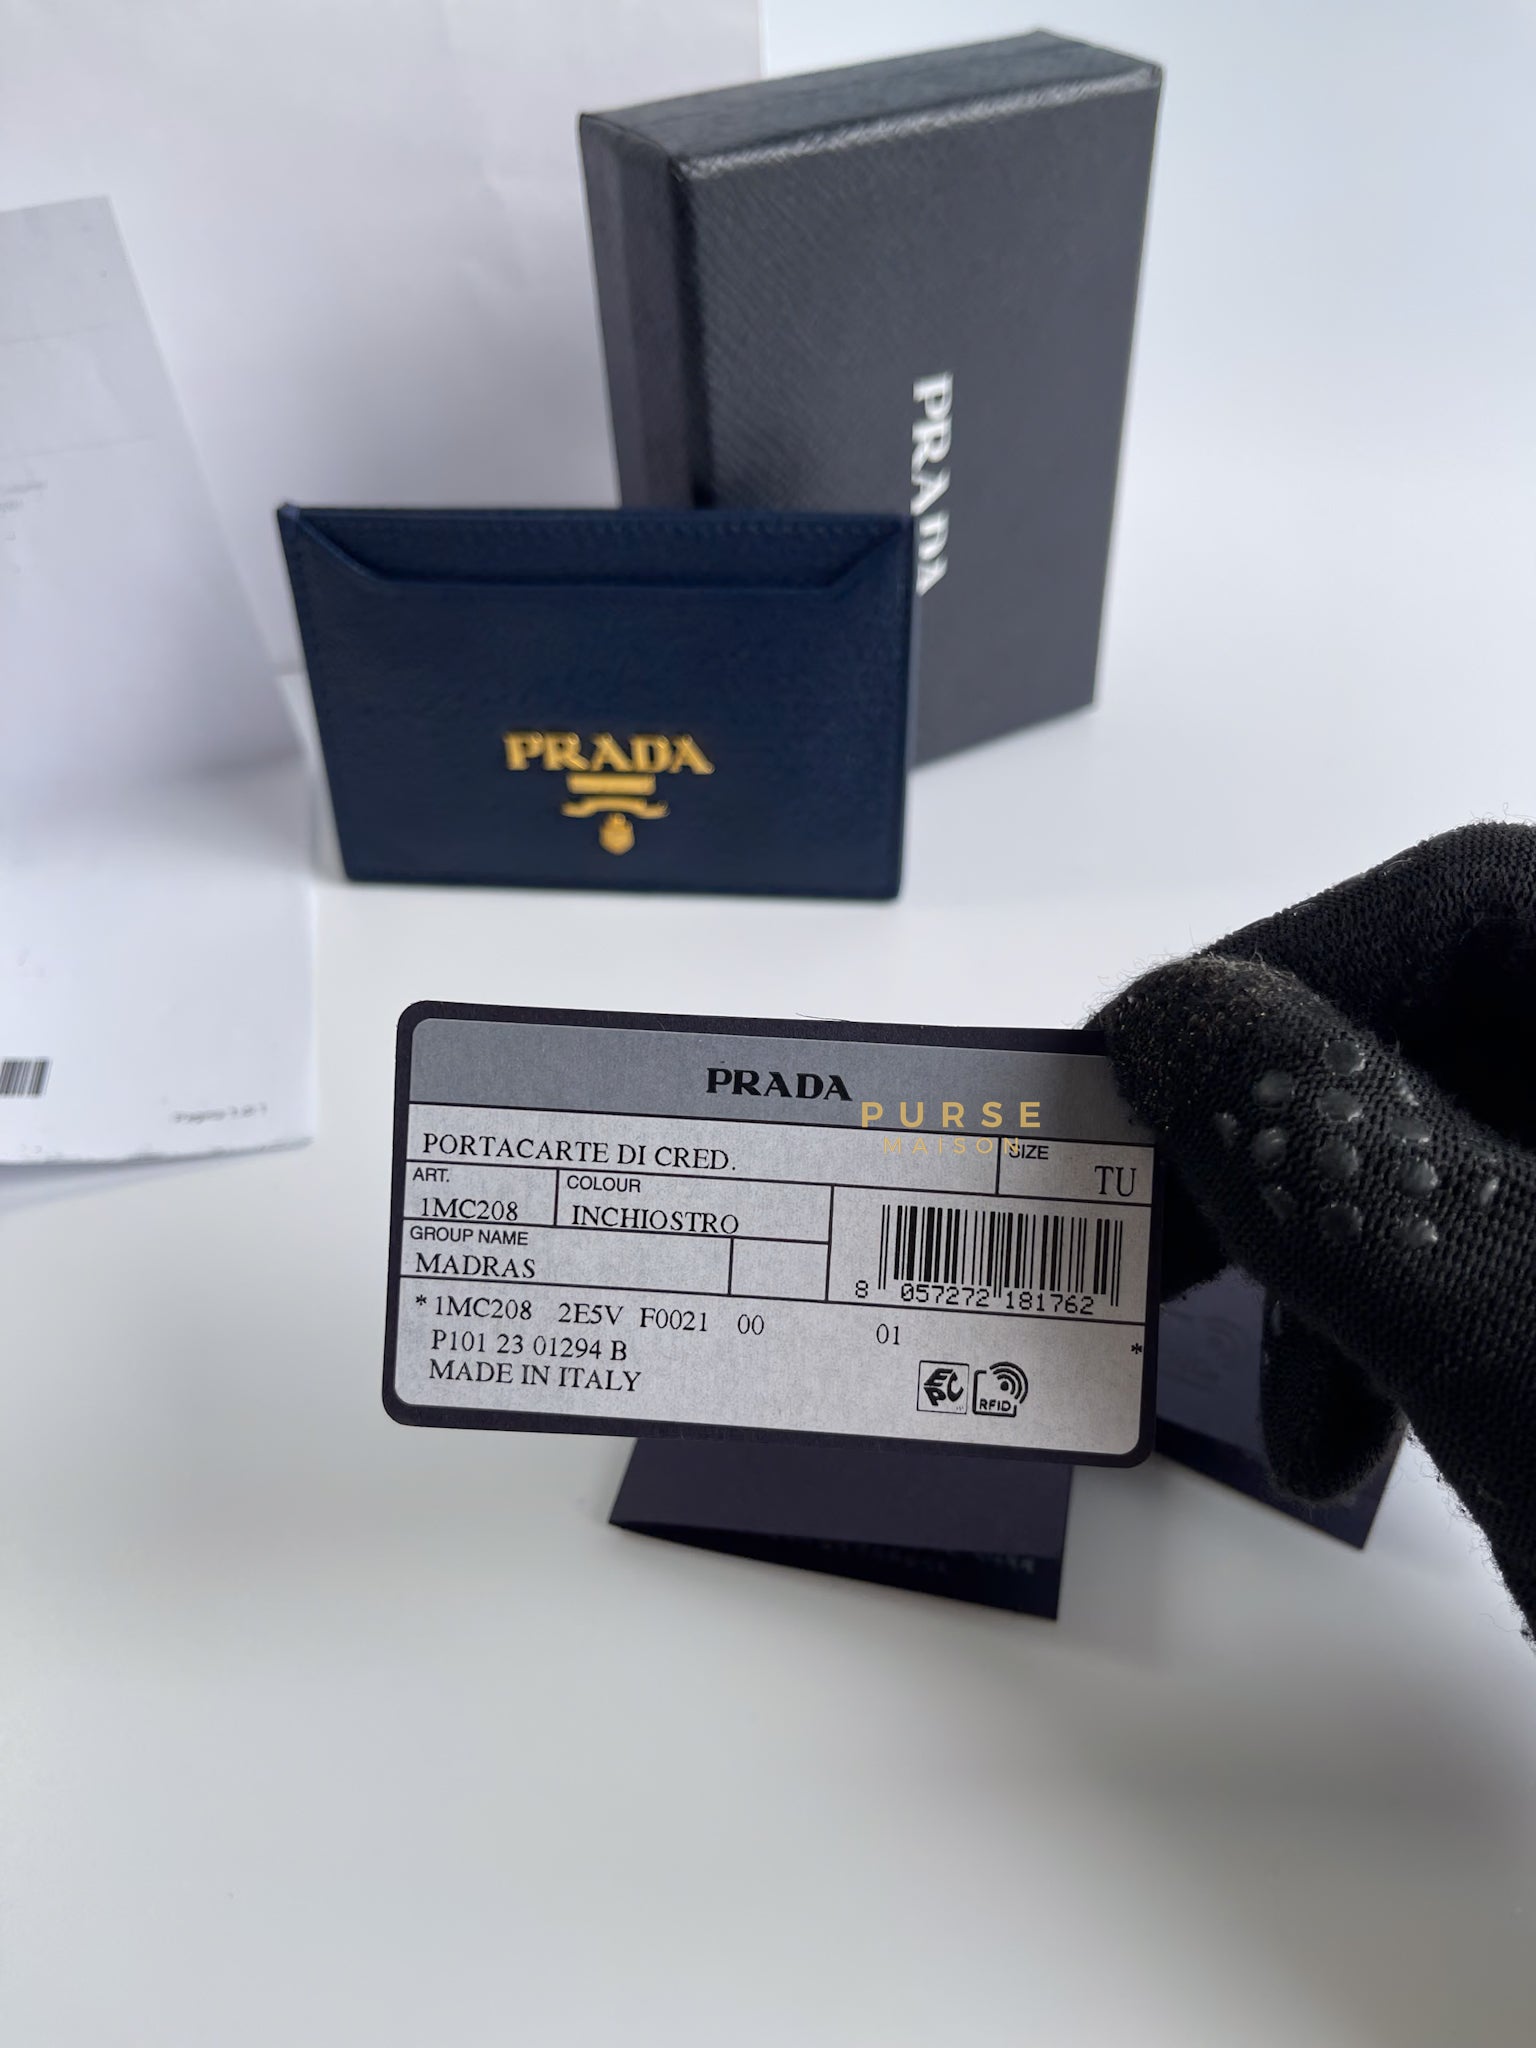 PRADA
PRADA
PRADA
PURSE
MAISON
PORTACARTE DI CRED.
SIZE
TU
ART.
1MC208
COLOUR
INCHIOSTRO
GROUP NAME
MADRAS
8 057272 181762
* 1MC208 2E5V F0021 00 01
P101 23 01294 B *
MADE IN ITALY
EPC
RFID